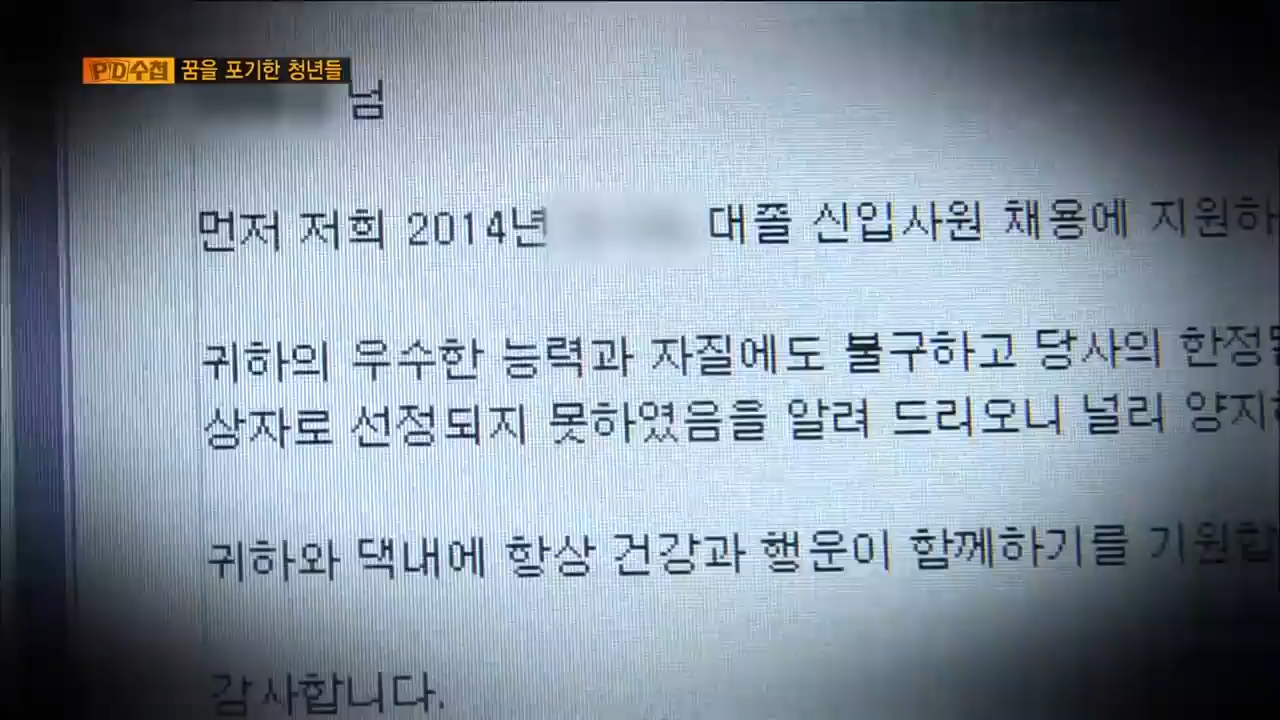 PD수첩 꿈을 포기한 청년들
님
먼저 저희 2014년 대졸 신입사원 채용에 지원하
귀하의 우수한 능력과 자질에도 불구하고 당사의 한정
상자로 선정되지 못하였음을 알려 드리오니 널리 양지
귀하와 댁내에 항상 건강과 행운이 함께하기를 기원합
감사합니다.